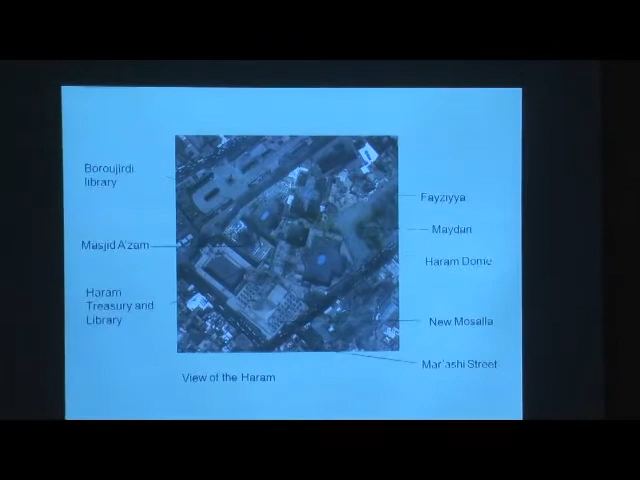 Boroujirdi
library
Masjid A'zam
Haram
Treasury and
Library
Fayziyya
Maydan
Haram Dome
New Mosalla
Mar'ashi Street
View of the Haram